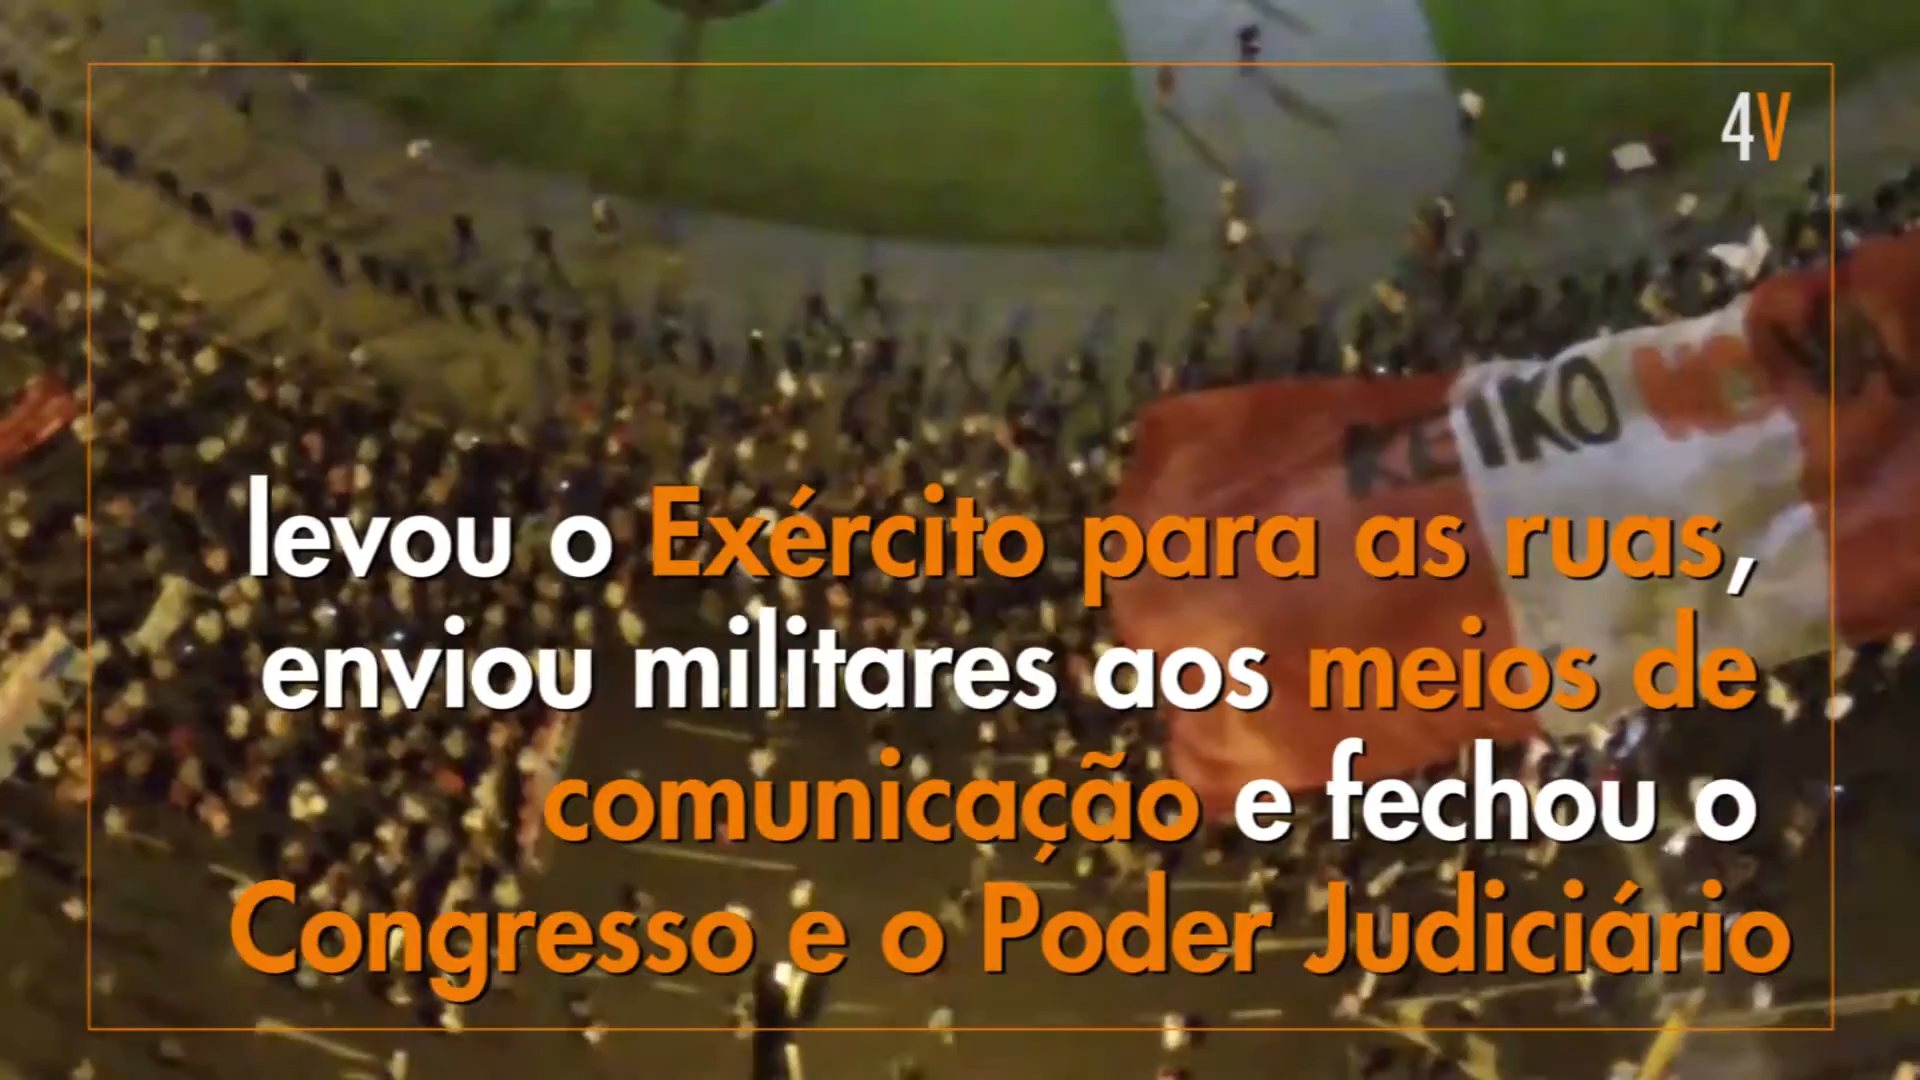 4V
KEIKO
levou o Exército para as ruas,
enviou militares aos meios de
comunicação e fechou o
Congresso e o Poder Judiciário